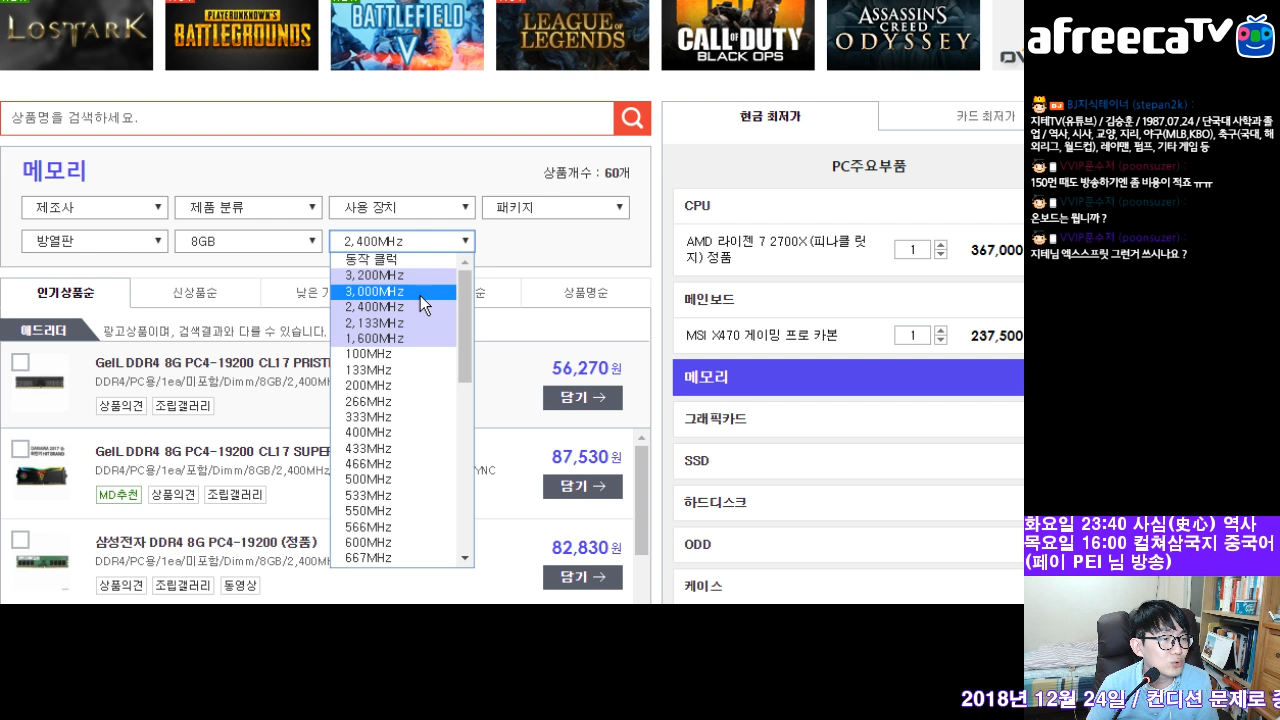 LOSTARK
PLAYERUNKNOWN'S
BATTLEGROUNDS
BATTLEFIELD
V
LEAGUE OF
LEGENDS
CALL OF DUTY
BLACK OPS
ASSASSIN'S
CREED
ODYSSEY
상품명을 검색하세요.
메모리
상품개수 : 60개
제조사
제품 분류
사용 장치
패키지
방열판
8GB
2,400MHz
동작 클럭
3,200MHz
3,000MHz
2,400MHz
2,133MHz
1,600MHz
100MHz
133MHz
200MHz
266MHz
333MHz
400MHz
433MHz
466MHz
500MHz
533MHz
550MHz
566MHz
600MHz
667MHz
인기상품순
신상품순
낮은
순
상품명순
애드리더
광고상품이며, 검색결과와 다를 수 있습니다.
GeIL DDR4 8G PC4-19200 CL17 PRISTI
DDR4/PC용/1ea/미포함/Dimm/8GB/2,400MH
상품의견
조립갤러리
56,270원
담기
GeIL DDR4 8G PC4-19200 CL17 SUPER
DDR4/PC용/1ea/포함/Dimm/8GB/2,400MHz,
YNC
MD추천
상품의견
조립갤러리
87,530원
담기
삼성전자 DDR4 8G PC4-19200 (정품)
DDR4/PC용/1ea/미포함/Dimm/8GB/2,400MH
상품의견
조립갤러리
동영상
82,830원
담기
현금 최저가
카드 최저가
PC주요부품
CPU
AMD 라이젠 7 2700X (피나클 릿
지) 정품
1
367,000
메인보드
MSI X470 게이밍 프로 카본
1
237,500
메모리
그래픽카드
SSD
하드디스크
ODD
케이스
afreecaTV
BJ지식테이너 (stepan2k) :
지테TV(유튜브) / 김승훈 / 1987.07.24 / 단국대 사학과 졸
업 / 역사, 시사, 교양, 지리, 야구(MLB,KBO), 축구(국대, 해
외리그, 월드컵), 레이맨, 펌프, 기타 게임 등
VVIP푼수저 (poonsuzer) :
150먼 때도 방송하기엔 좀 비용이 적죠 ㅠㅠ
VVIP푼수저 (poonsuzer) :
온보드는 뭡니까 ?
VVIP푼수저 (poonsuzer) :
지테님 엑스스프릿 그런거 쓰시나요 ?
화요일 23:40 사심(史心) 역사
목요일 16:00 컬쳐삼국지 중국어
(페이 PEI 님 방송)
2018년 12월 24일 / 컨디션 문제로